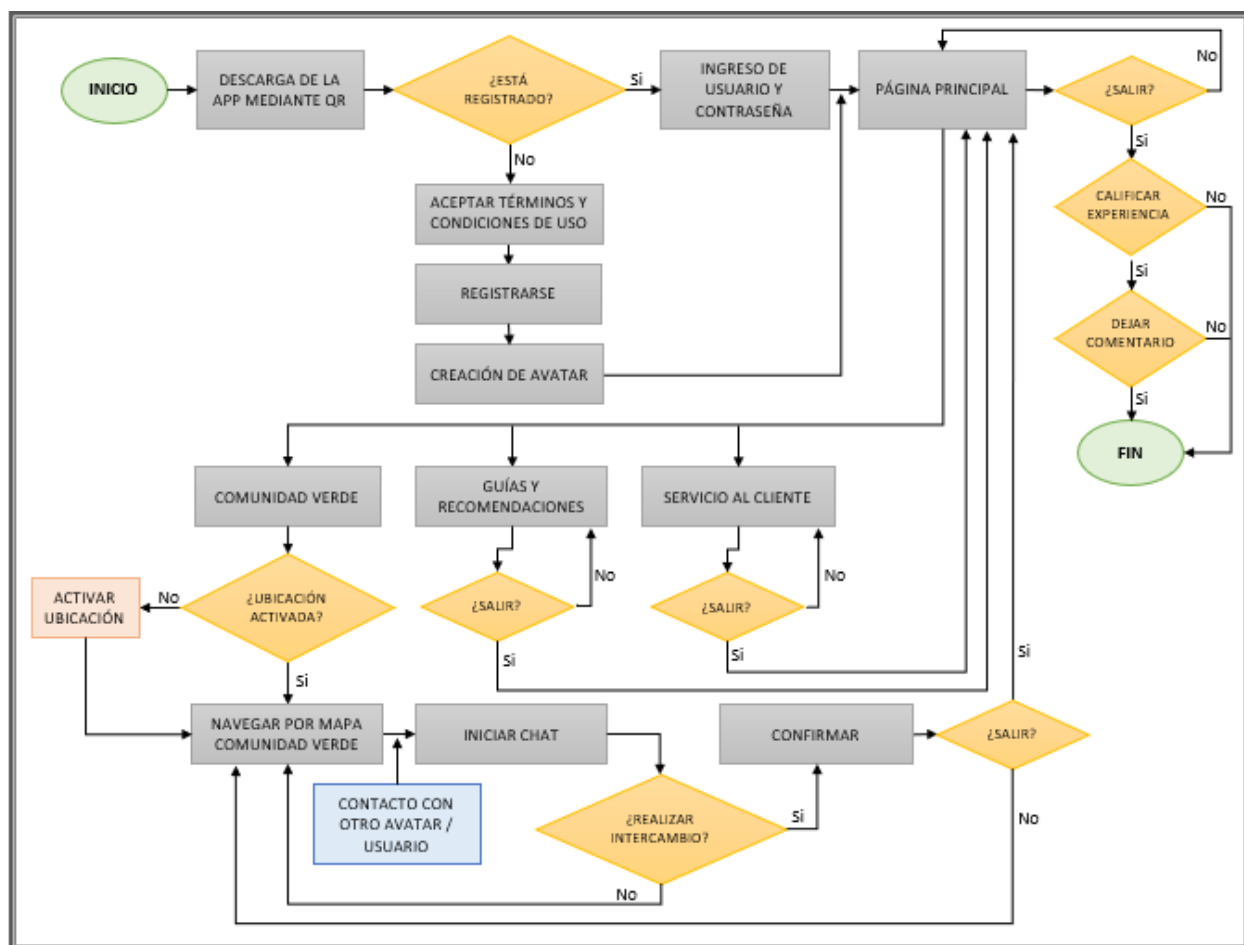 INICIO
DESCARGA DE LA
APP MEDIANTE QR
¿ESTÁ
REGISTRADO?
Si
INGRESO DE
USUARIO Y
CONTRASEÑA
PÁGINA PRINCIPAL
¿SALIR?
No
Si
No
ACEPTAR TÉRMINOS Y
CONDICIONES DE USO
CALIFICAR
EXPERIENCIA
No
Si
REGISTRARSE
DEJAR
COMENTARIO
No
Si
CREACIÓN DE AVATAR
FIN
COMUNIDAD VERDE
GUÍAS Y
RECOMENDACIONES
SERVICIO AL CLIENTE
ACTIVAR
UBICACIÓN
No
¿UBICACIÓN
ACTIVADA?
Si
¿SALIR?
No
Si
¿SALIR?
No
Si
Si
NAVEGAR POR MAPA
COMUNIDAD VERDE
INICIAR CHAT
CONFIRMAR
¿SALIR?
No
CONTACTO CON
OTRO AVATAR /
USUARIO
¿REALIZAR
INTERCAMBIO?
Si
No